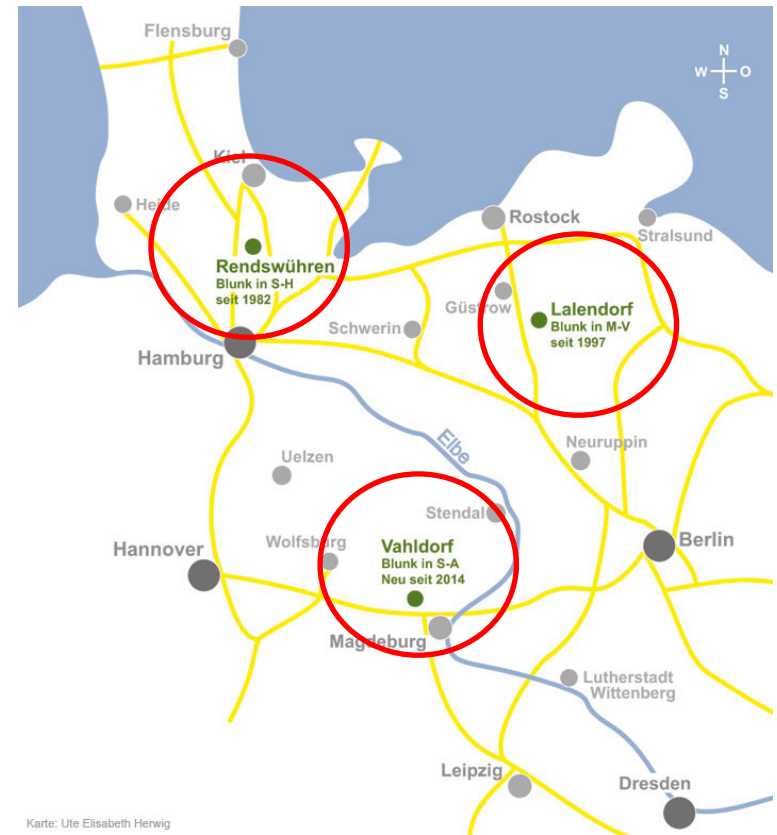 Flensburg
N
W O
S
Kiel
Heide
Rostock
Stralsund
Rendswühren
Blunk in S-H
seit 1982
Güstrow
Lalendorf
Blunk in M-V
seit 1997
Schwerin
Hamburg
Elbe
Neuruppin
Uelzen
Stendal
Wolfsburg
Vahldorf
Blunk in S-A
Neu seit 2014
Hannover
Berlin
Magdeburg
Lutherstadt
Wittenberg
Leipzig
Dresden
Karte: Ute Elisabeth Herwig